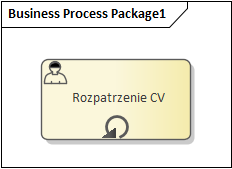 Business Process Package1
Rozpatrzenie CV